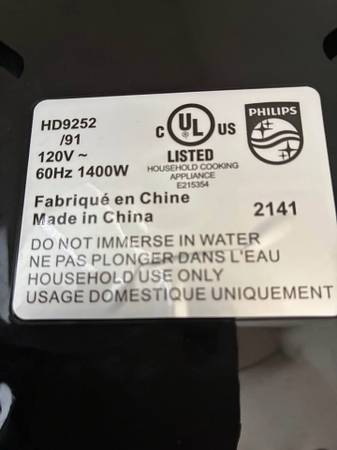 HD9252
/91
120V ~
60Hz 1400W
C UL US
LISTED
HOUSEHOLD COOKING
APPLIANCE
E215354
PHILIPS
Fabriqué en Chine
Made in China
2141
DO NOT IMMERSE IN WATER
NE PAS PLONGER DANS L'EAU
HOUSEHOLD USE ONLY
USAGE DOMESTIQUE UNIQUEMENT